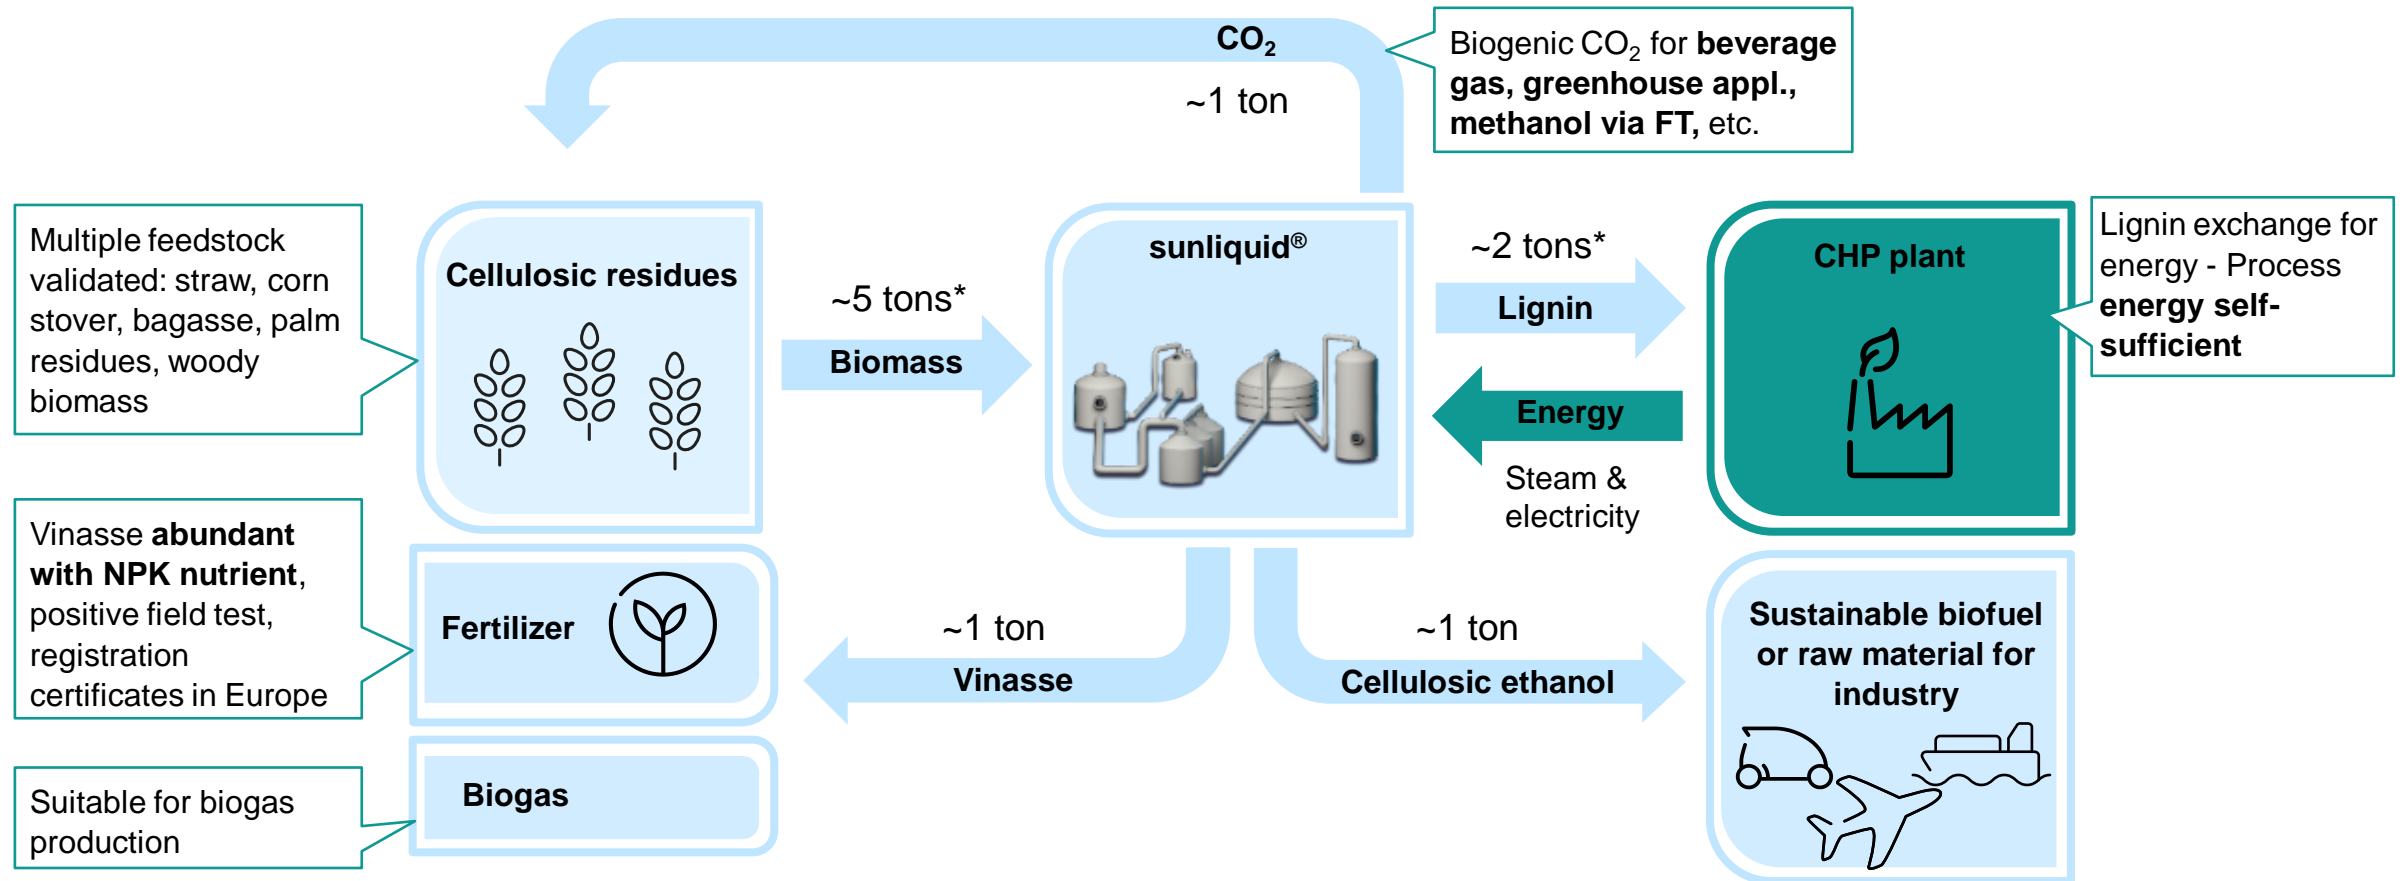 CO₂
~1 ton
Biogenic CO₂ for beverage
gas, greenhouse appl.,
methanol via FT, etc.
Multiple feedstock
validated: straw, corn
stover, bagasse, palm
residues, woody
biomass
Cellulosic residues
~5 tons*
Biomass
sunliquid®
~2 tons*
Lignin
Energy
Steam &
electricity
CHP plant
Lignin exchange for
energy - Process
energy self-
sufficient
Vinasse abundant
with NPK nutrient,
positive field test,
registration
certificates in Europe
Fertilizer
~1 ton
Vinasse
~1 ton
Cellulosic ethanol
Sustainable biofuel
or raw material for
industry
Suitable for biogas
production
Biogas